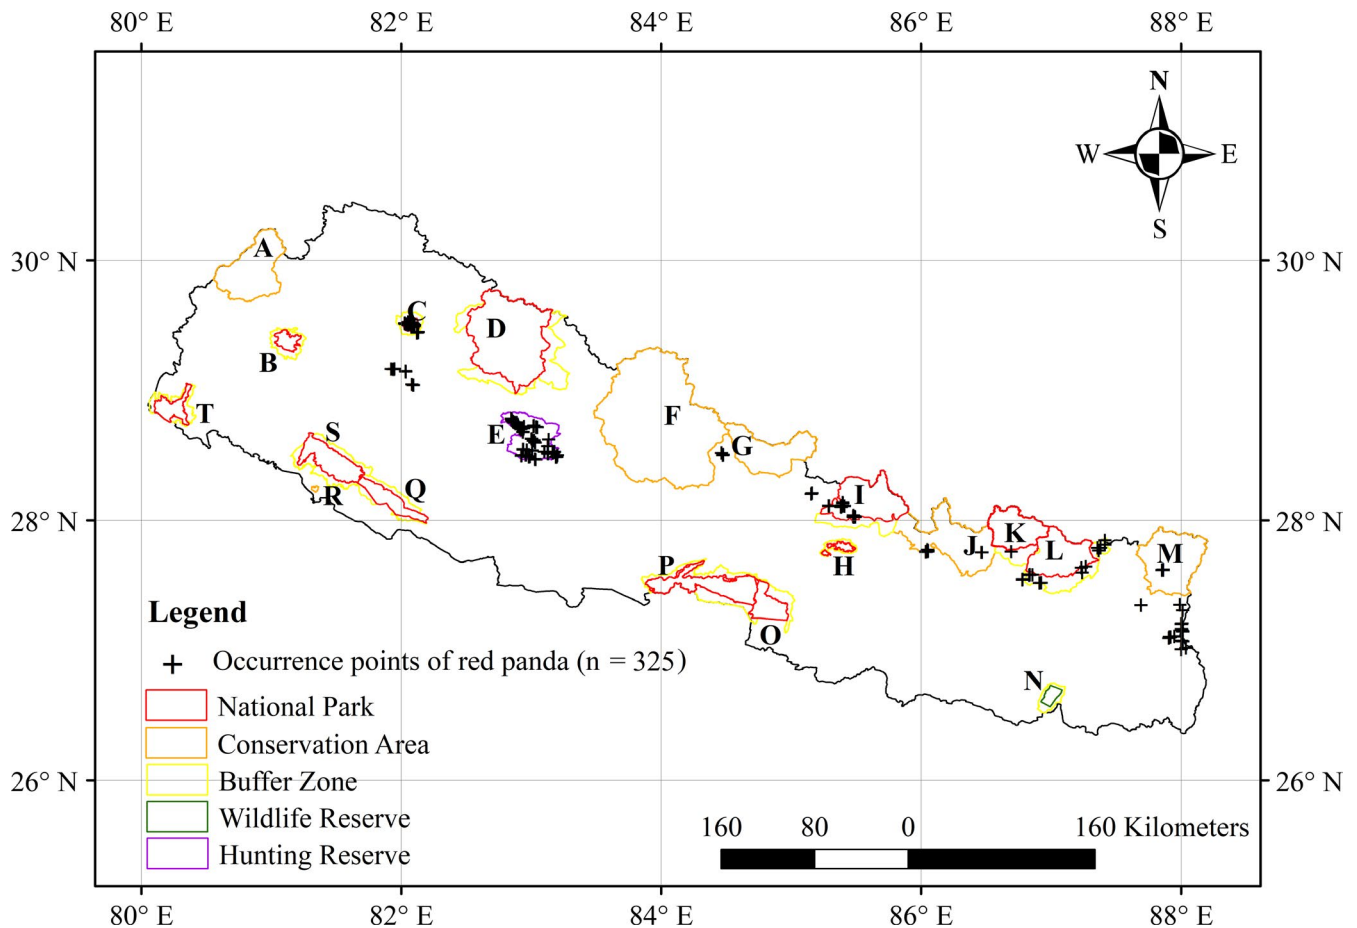 80° E 82° E 84° E 86° E 88° E
N
W E
S
30° N 30° N
A
C
D
B
F
T
S
E
G
Q
R
I
K
J
L
M
H
P
O
N
28° N 28° N
Legend
Occurrence points of red panda (n = 325)
National Park
Conservation Area
Buffer Zone
26° N 26° N
Wildlife Reserve
160 80 0 160 Kilometers
Hunting Reserve
80° E 82° E 84° E 86° E 88° E